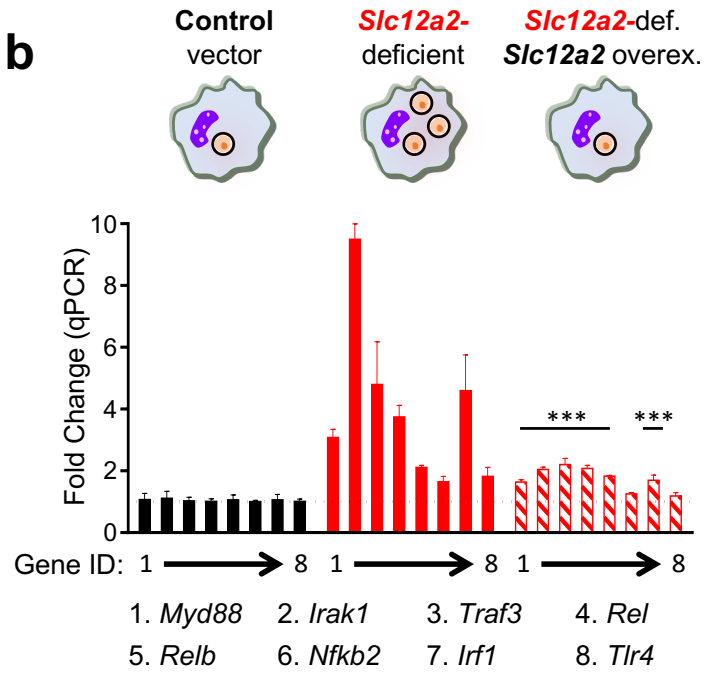 b
Control
vector
Slc12a2-
deficient
Slc12a2-def.
Slc12a2 overex.
Fold Change (qPCR)
10
8
6
4
2
0
***
***
Gene ID: 1 8 1 8 1 8
1. Myd88 2. Irak1 3. Traf3 4. Rel
5. Relb 6. Nfkb2 7. Irf1 8. Tlr4